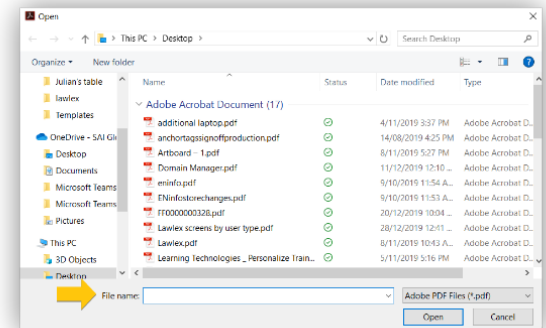 Open
This PC > Desktop >
Search Desktop
Organize
New folder
Julian's table
lawlex
Templates
OneDrive - SAI Gl
Desktop
Documents
Microsoft Teams
Microsoft Teams
Pictures
This PC
3D Objects
Desktop
Name Status Date modified Type
Adobe Acrobat Document (17)
additional laptop.pdf 4/11/2019 3:37 PM Adobe Acrobat D...
anchortagssignoffproduction.pdf 14/08/2019 4:25 PM Adobe Acrobat D...
Artboard – 1.pdf 8/11/2019 5:27 PM Adobe Acrobat D...
Domain Manager.pdf 11/12/2019 12:10 ... Adobe Acrobat D...
eninfo.pdf 9/10/2019 11:54 A... Adobe Acrobat D...
ENinfostorechanges.pdf 9/10/2019 11:53 A... Adobe Acrobat D...
FF0000000328.pdf 20/12/2019 10:04 ... Adobe Acrobat D...
Lawlex screens by user type.pdf 28/12/2019 12:41 ... Adobe Acrobat D...
Lawlex.pdf 8/11/2019 10:43 A... Adobe Acrobat D...
Learning Technologies _ Personalize Train... 5/11/2019 5:16 PM Adobe Acrobat D...
File name:
Adobe PDF Files (*.pdf)
Open
Cancel